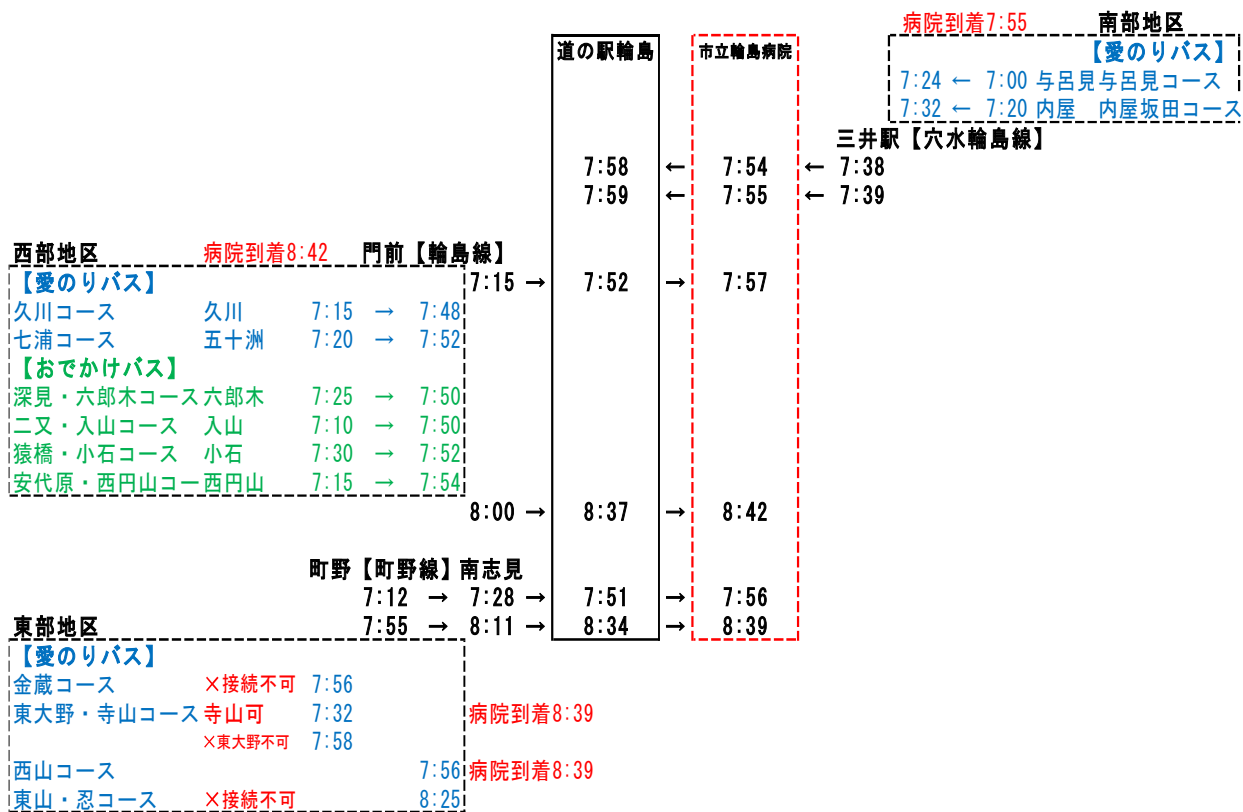 病院到着7:55 南部地区
道の駅輪島 市立輪島病院 【愛のりバス】
7:24 ← 7:00 与呂見 与呂見コース
7:32 ← 7:20 内屋 内屋坂田コース
三井駅【穴水輪島線】
7:58 ← 7:54 ← 7:38
7:59 ← 7:55 ← 7:39
西部地区 病院到着8:42 門前【輪島線】
【愛のりバス】 7:15 → 7:52 → 7:57
久川コース 久川 7:15 → 7:48
七浦コース 五十洲 7:20 → 7:52
【おでかけバス】
深見・六郎木コース 六郎木 7:25 → 7:50
二又・入山コース 入山 7:10 → 7:50
猿橋・小石コース 小石 7:30 → 7:52
安代原・西円山コー 西円山 7:15 → 7:54
8:00 → 8:37 → 8:42
町野【町野線】南志見
7:12 → 7:28 → 7:51 → 7:56
東部地区 7:55 → 8:11 → 8:34 → 8:39
【愛のりバス】
金蔵コース ×接続不可 7:56
東大野・寺山コース 寺山可 7:32 病院到着8:39
×東大野不可 7:58
西山コース 7:56 病院到着8:39
東山・忍コース ×接続不可 8:25